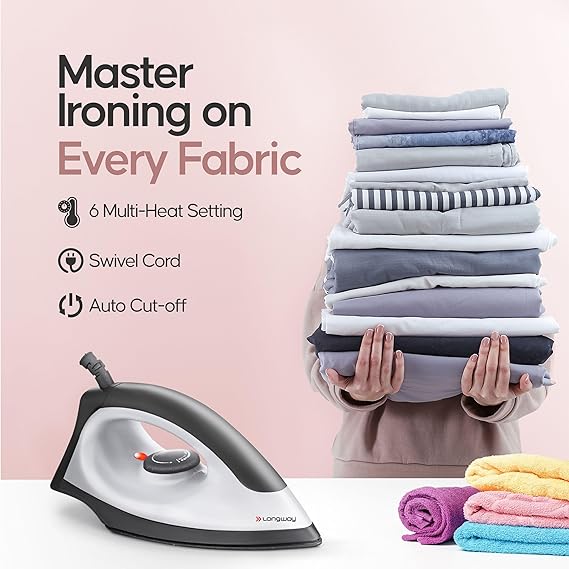 Master
Ironing on
Every Fabric
6 Multi-Heat Setting
Swivel Cord
Auto Cut-off
Longway